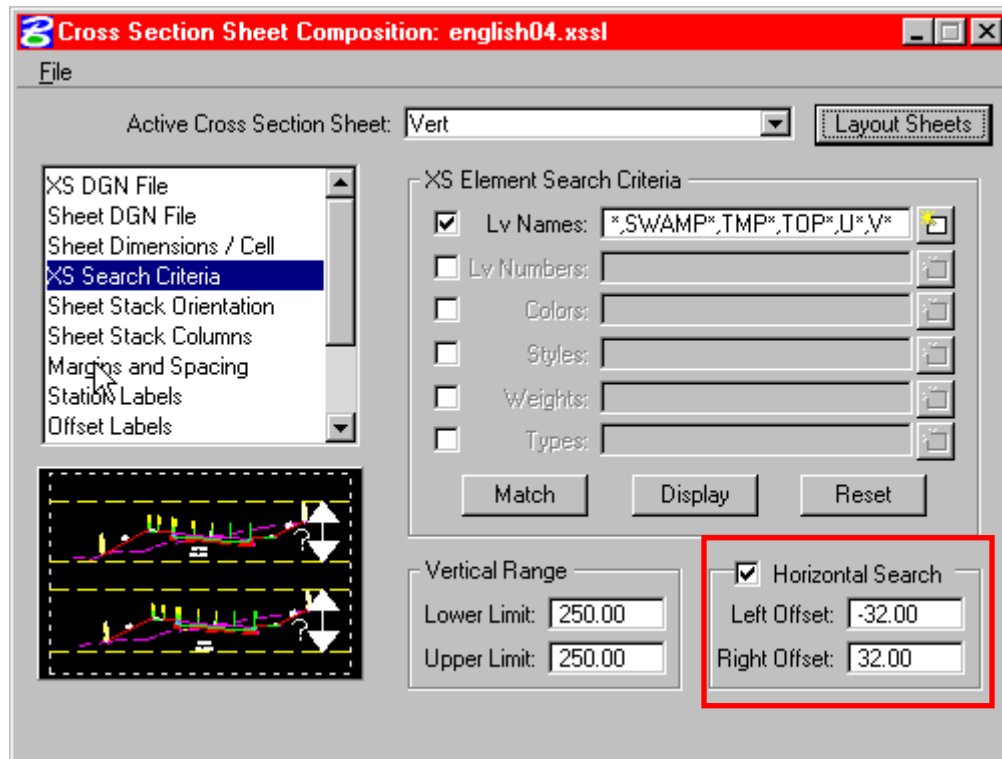 Cross Section Sheet Composition: english04.xssl
File
Active Cross Section Sheet: Vert Layout Sheets
XS DGN File
Sheet DGN File
Sheet Dimensions / Cell
XS Search Criteria
Sheet Stack Orientation
Sheet Stack Columns
Margins and Spacing
Station Labels
Offset Labels
XS Element Search Criteria
Lv Names: *,SWAMP*,TMP*,TOP*,U*,V*
Lv Numbers:
Colors:
Styles:
Weights:
Types:
Match Display Reset
? 
?
Vertical Range
Lower Limit: 250.00
Upper Limit: 250.00
Horizontal Search
Left Offset: -32.00
Right Offset: 32.00